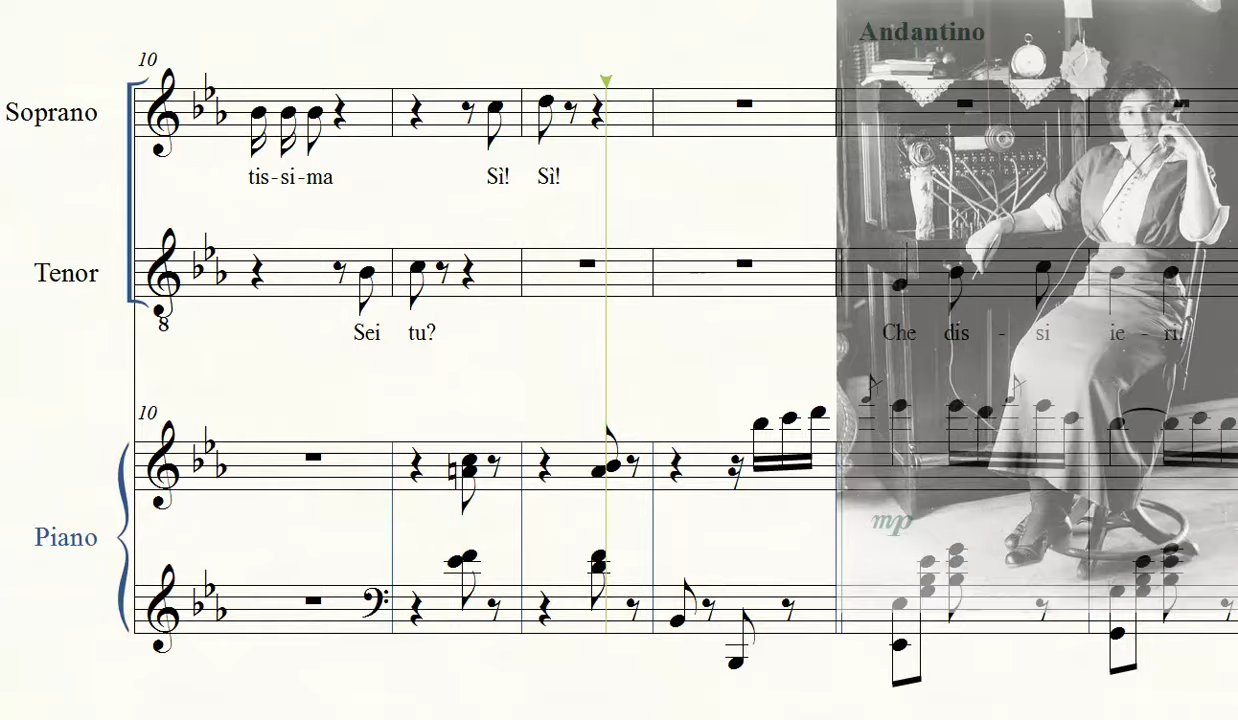 Andantino
10
Soprano
tis - si - ma Sì! Sì!
Tenor
8
Sei tu? Che dis - si ie - ri,
10
Piano
mp